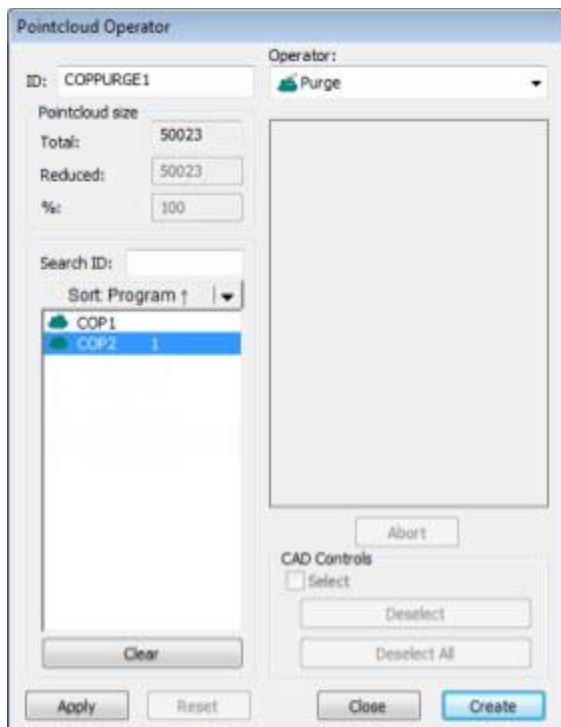 Pointcloud Operator
ID: COPPURGE1
Operator:
Purge
Pointcloud size
Total: 50023
Reduced: 50023
%: 100
Search ID:
Sort: Program ↑
COP1
COP2 1
Clear
Abort
CAD Controls
Select
Deselect
Deselect All
Apply Reset Close Create